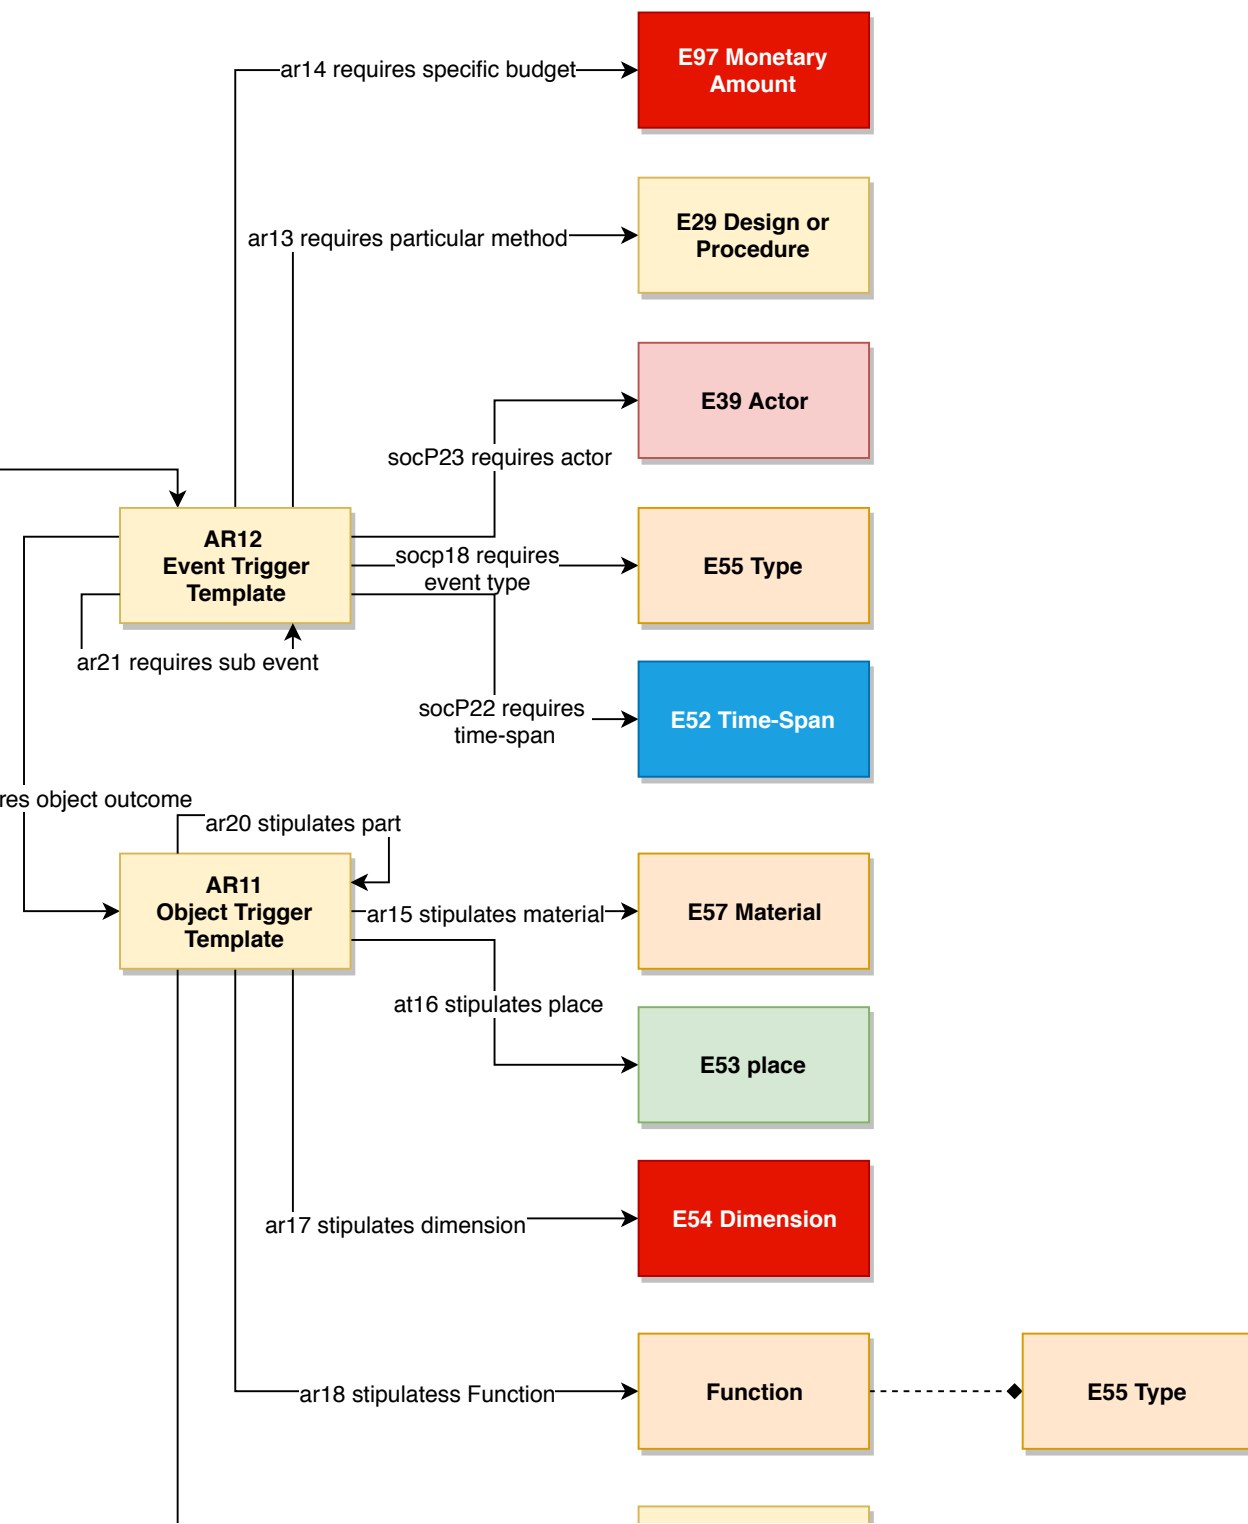 ar14 requires specific budget
E97 Monetary
Amount
ar13 requires particular method
E29 Design or
Procedure
E39 Actor
socP23 requires actor
AR12
Event Trigger
Template
socp18 requires
event type
E55 Type
ar21 requires sub event
socP22 requires
time-span
E52 Time-Span
res object outcome
ar20 stipulates part
AR11
Object Trigger
Template
ar15 stipulates material
E57 Material
at16 stipulates place
E53 place
ar17 stipulates dimension
E54 Dimension
ar18 stipulatess Function
Function
E55 Type